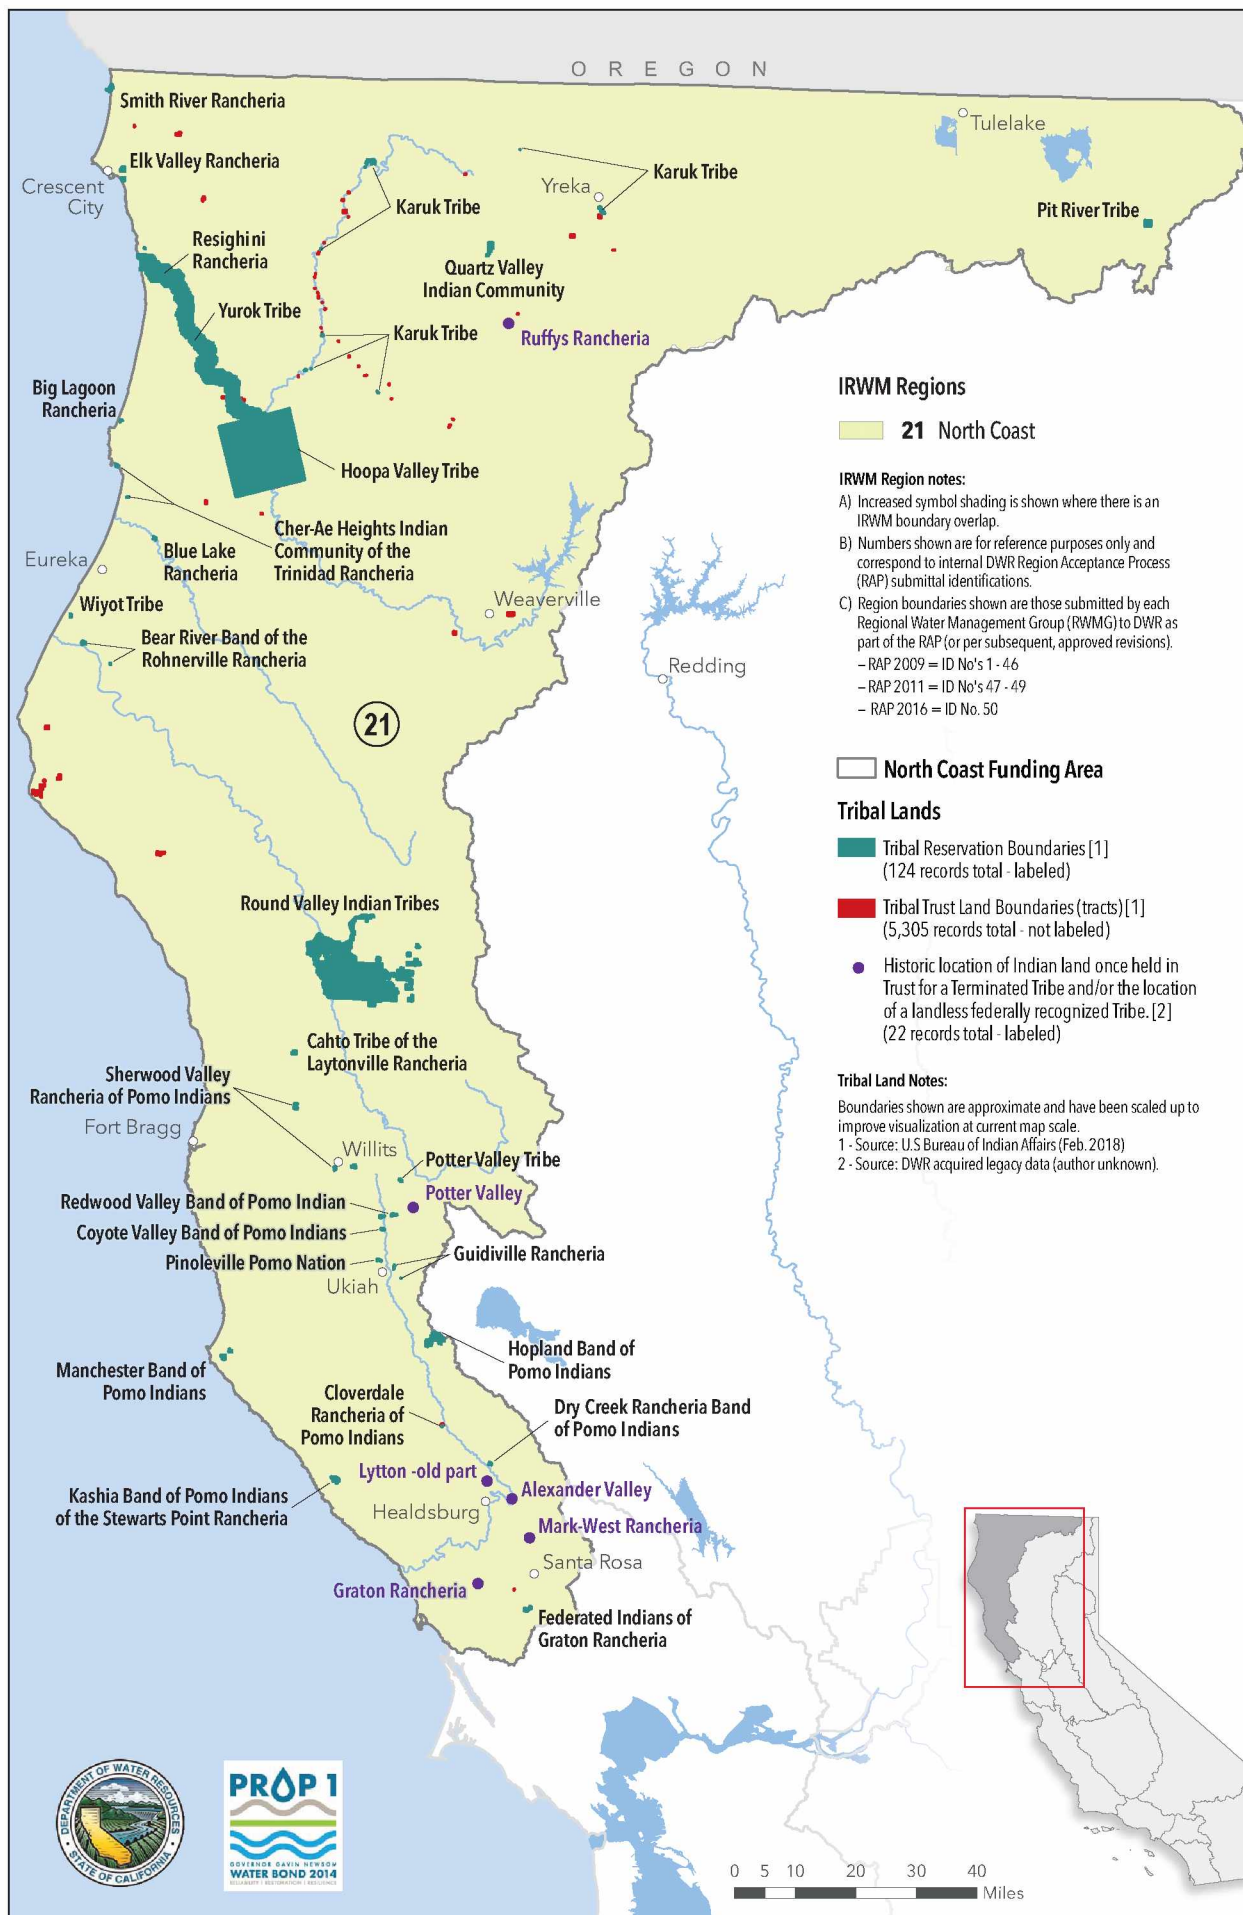 OREGON
Smith River Rancheria
Tulelake
Elk Valley Rancheria
Crescent
City
Karuk Tribe
Yreka
Karuk Tribe
Pit River Tribe
Resighini
Rancheria
Quartz Valley
Indian Community
Yurok Tribe
Karuk Tribe
Ruffys Rancheria
Big Lagoon
Rancheria
Hoopa Valley Tribe
Cher-Ae Heights Indian
Community of the
Trinidad Rancheria
Eureka
Blue Lake
Rancheria
Wiyot Tribe
Weaverville
Bear River Band of the
Rohnerville Rancheria
Redding
21
Round Valley Indian Tribes
Cahto Tribe of the
Laytonville Rancheria
Sherwood Valley
Rancheria of Pomo Indians
Fort Bragg
Willits
Potter Valley Tribe
Potter Valley
Redwood Valley Band of Pomo Indian
Coyote Valley Band of Pomo Indians
Pinoleville Pomo Nation
Guidiville Rancheria
Ukiah
Hopland Band of
Pomo Indians
Manchester Band of
Pomo Indians
Cloverdale
Rancheria of
Pomo Indians
Dry Creek Rancheria Band
of Pomo Indians
Lytton -old part
Alexander Valley
Kashia Band of Pomo Indians
of the Stewarts Point Rancheria
Healdsburg
Mark-West Rancheria
Santa Rosa
Graton Rancheria
Federated Indians of
Graton Rancheria
IRWM Regions
21 North Coast
IRWM Region notes:
A) Increased symbol shading is shown where there is an
IRWM boundary overlap.
B) Numbers shown are for reference purposes only and
correspond to internal DWR Region Acceptance Process
(RAP) submittal identifications.
C) Region boundaries shown are those submitted by each
Regional Water Management Group (RWMG) to DWR as
part of the RAP (or per subsequent, approved revisions).
– RAP 2009 = ID No's 1 - 46
– RAP 2011 = ID No's 47 - 49
– RAP 2016 = ID No. 50
North Coast Funding Area
Tribal Lands
Tribal Reservation Boundaries [1]
(124 records total - labeled)
Tribal Trust Land Boundaries (tracts) [1]
(5,305 records total - not labeled)
Historic location of Indian land once held in
Trust for a Terminated Tribe and/or the location
of a landless federally recognized Tribe. [2]
(22 records total - labeled)
Tribal Land Notes:
Boundaries shown are approximate and have been scaled up to
improve visualization at current map scale.
1 - Source: U.S Bureau of Indian Affairs (Feb. 2018)
2 - Source: DWR acquired legacy data (author unknown).
DEPARTMENT OF WATER RESOURCES
STATE OF CALIFORNIA
PROP 1
GOVERNOR GAVIN NEWSOM
WATER BOND 2014
RELIABILITY | RESTORATION | RESILIENCE
0 5 10 20 30 40
Miles